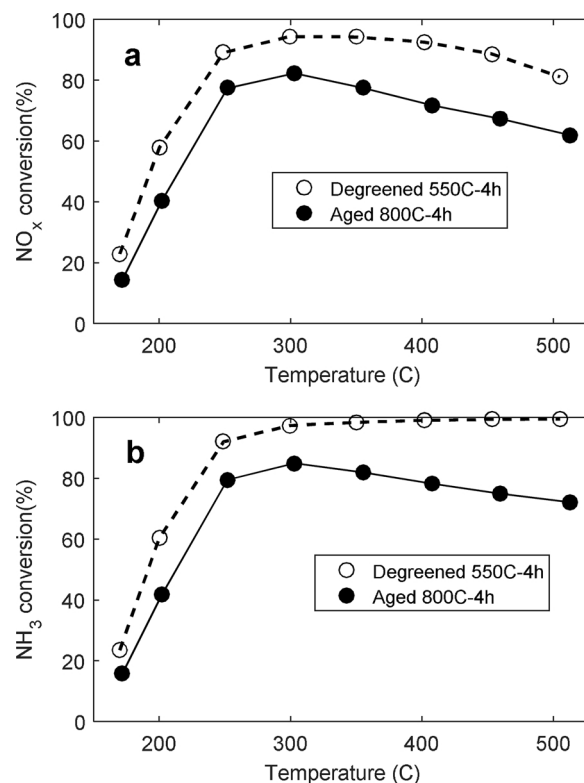 100
80
60
40
20
0
NOx conversion(%)
a
Degreened 550C-4h
Aged 800C-4h
200
300
400
500
Temperature (C)
100
80
60
40
20
0
NH3 conversion(%)
b
Degreened 550C-4h
Aged 800C-4h
200
300
400
500
Temperature (C)